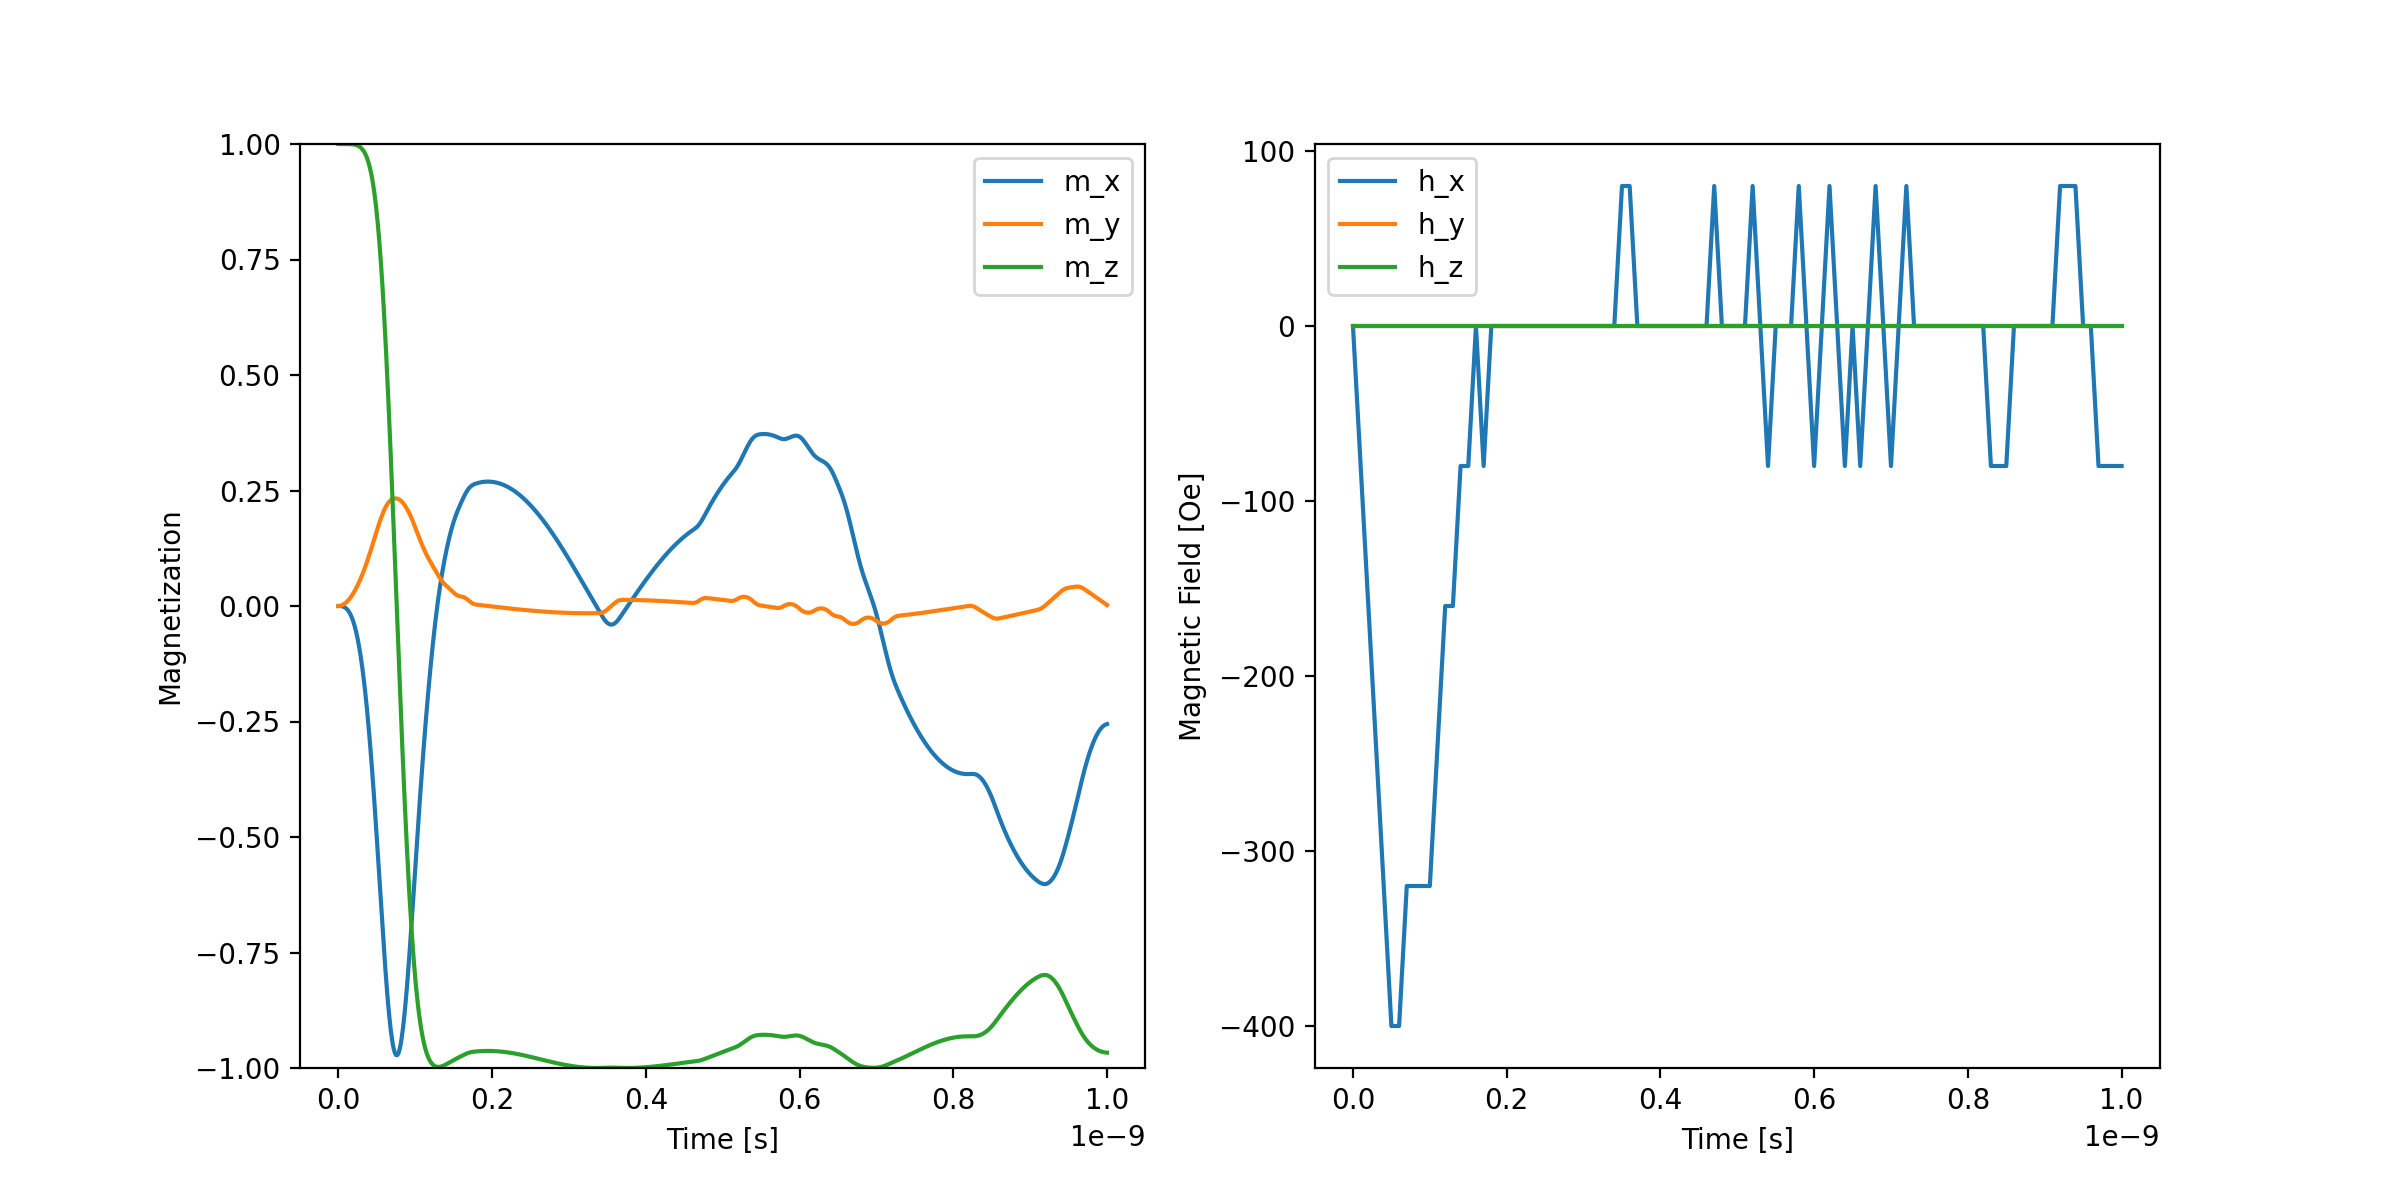 1.00
0.75
0.50
0.25
0.00
−0.25
−0.50
−0.75
−1.00
Magnetization
m_x
m_y
m_z
0.0 0.2 0.4 0.6 0.8 1.0
Time [s]
1e−9
100
0
−100
−200
−300
−400
Magnetic Field [Oe]
h_x
h_y
h_z
0.0 0.2 0.4 0.6 0.8 1.0
Time [s]
1e−9